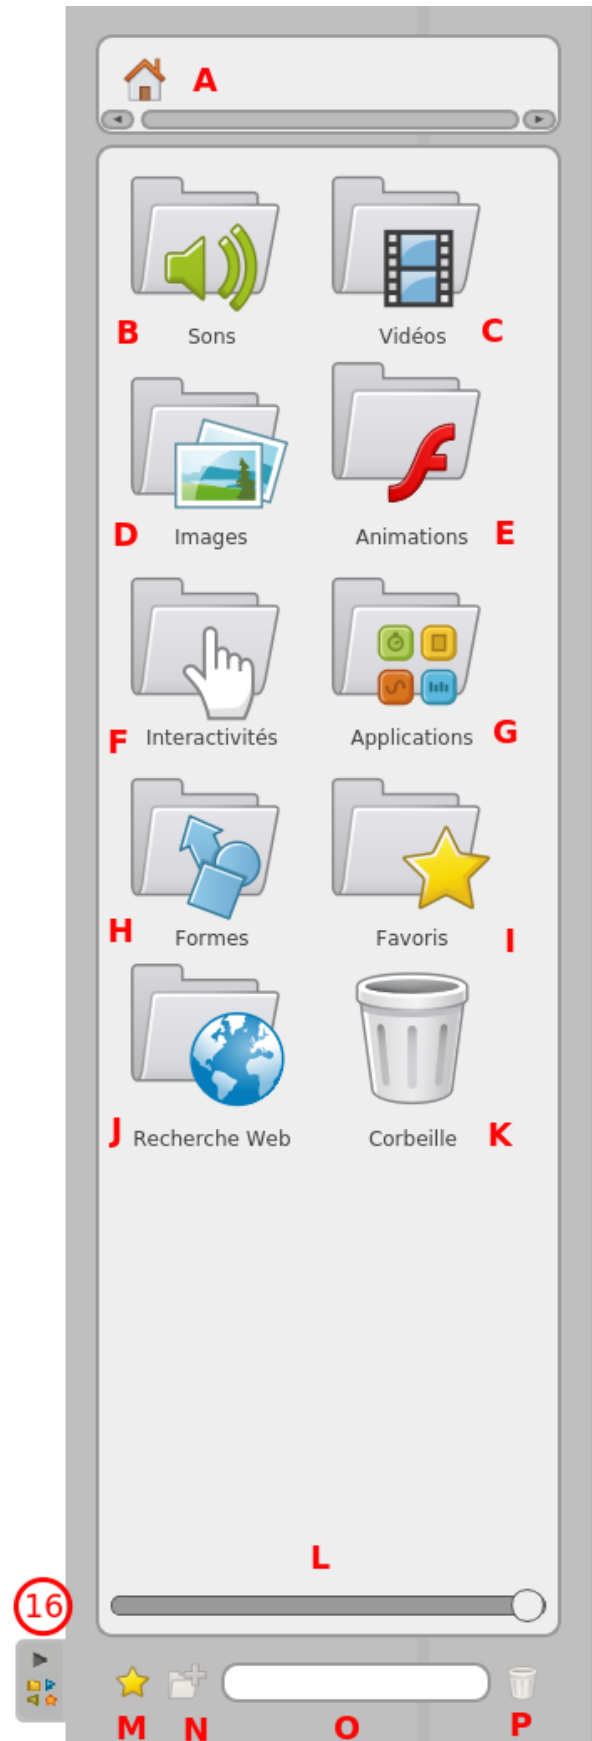 A
B Sons Vidéos C
D Images Animations E
F Interactivités Applications G
H Formes Favoris I
J Recherche Web Corbeille K
L
16
M N O P